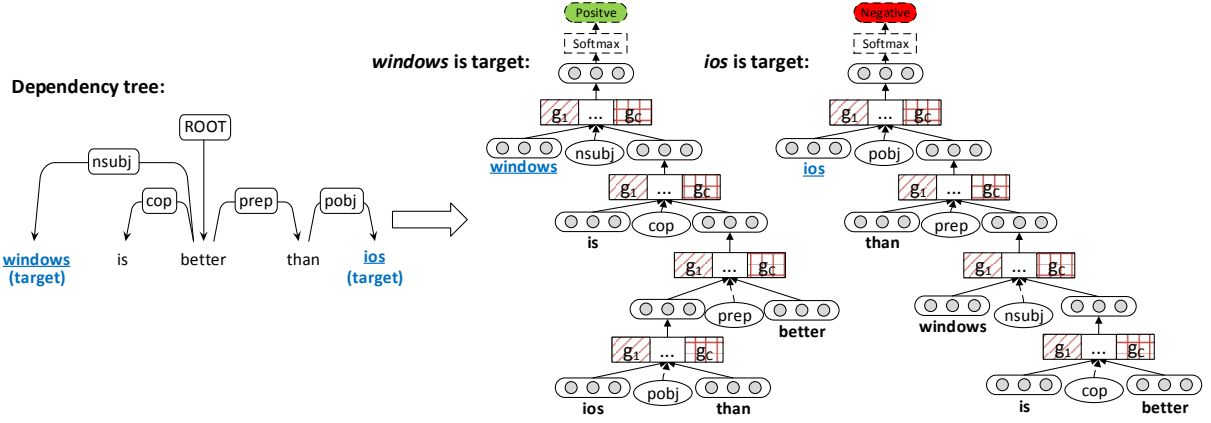 Dependency tree:
ROOT
nsubj
cop
prep
pobj
windows
(target)
is
better
than
ios
(target)
windows is target:
Positve
Softmax
g1 ... gC
windows
nsubj
g1 ... gC
is
cop
g1 ... gC
prep
better
g1 ... gC
ios
pobj
than
ios is target:
Negative
Softmax
g1 ... gC
ios
pobj
g1 ... gC
than
prep
g1 ... gC
windows
nsubj
g1 ... gC
is
cop
better